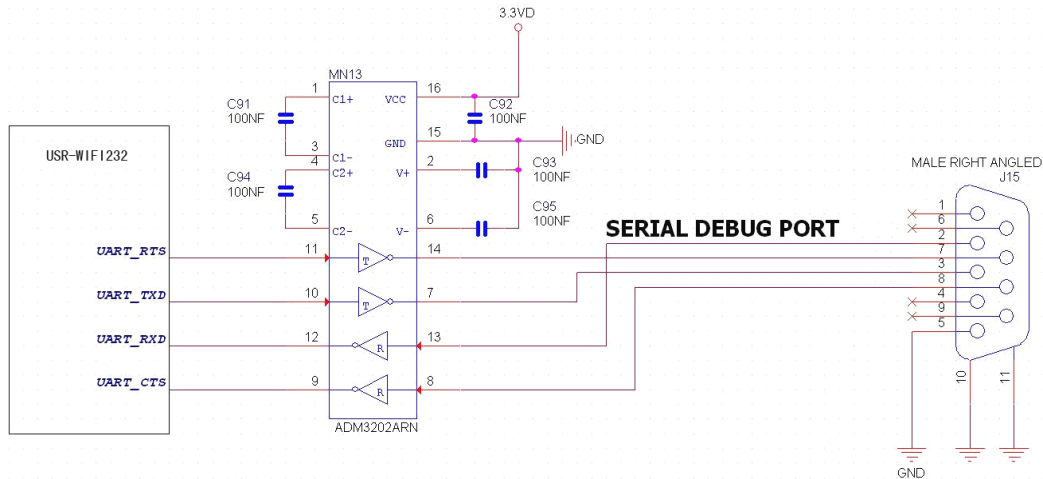 3.3VD
MN13
1
C1+
VCC
16
C91
100NF
C92
100NF
3
C1-
GND
15
GND
4
C2+
V+
2
C93
100NF
C94
100NF
5
C2-
V-
6
C95
100NF
USR-WIFI232
UART_RTS
11
T
14
UART_TXD
10
T
7
UART_RXD
12
R
13
UART_CTS
9
R
8
ADM3202ARN
SERIAL DEBUG PORT
MALE RIGHT ANGLED
J15
1
6
2
7
3
8
4
9
5
10
11
GND